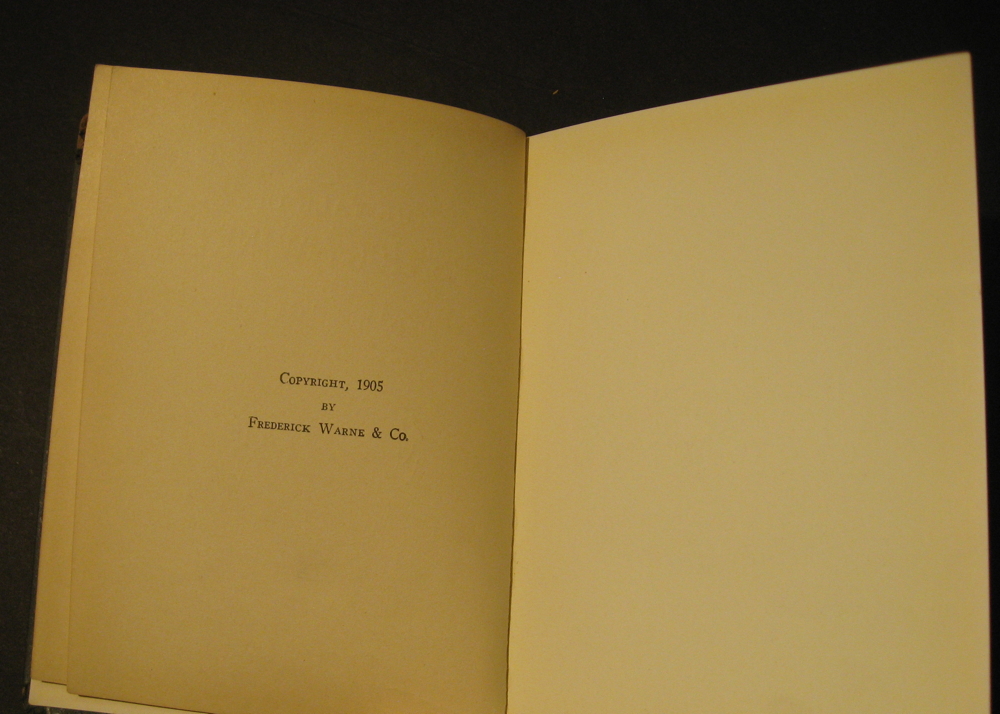 Copyright, 1905
by
Frederick Warne & Co.